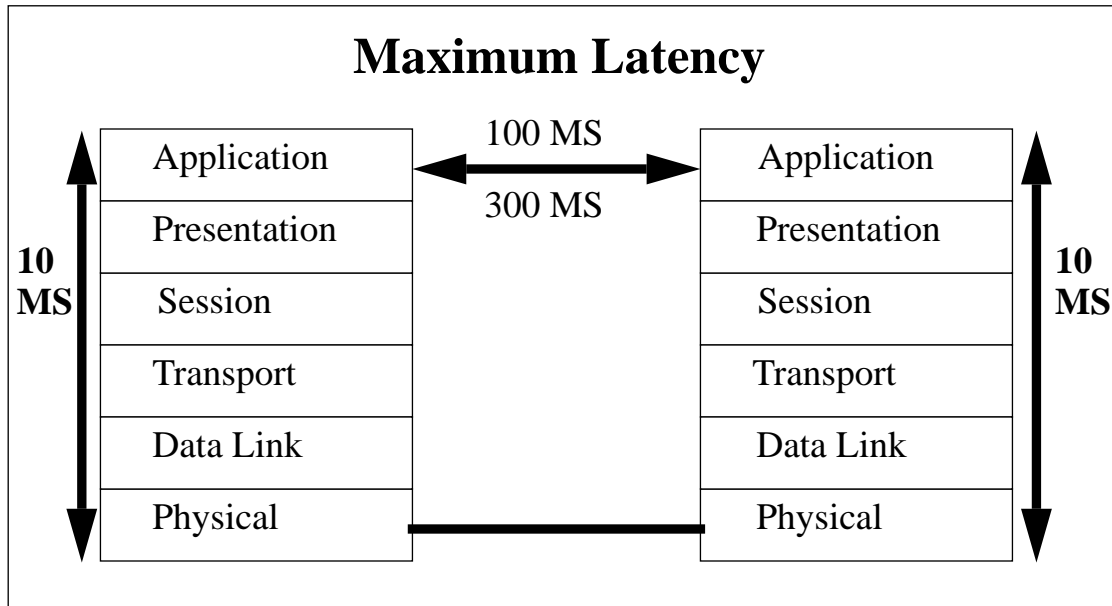 Maximum Latency
100 MS
300 MS
10
MS
Application
Presentation
Session
Transport
Data Link
Physical
Application
Presentation
Session
Transport
Data Link
Physical
10
MS